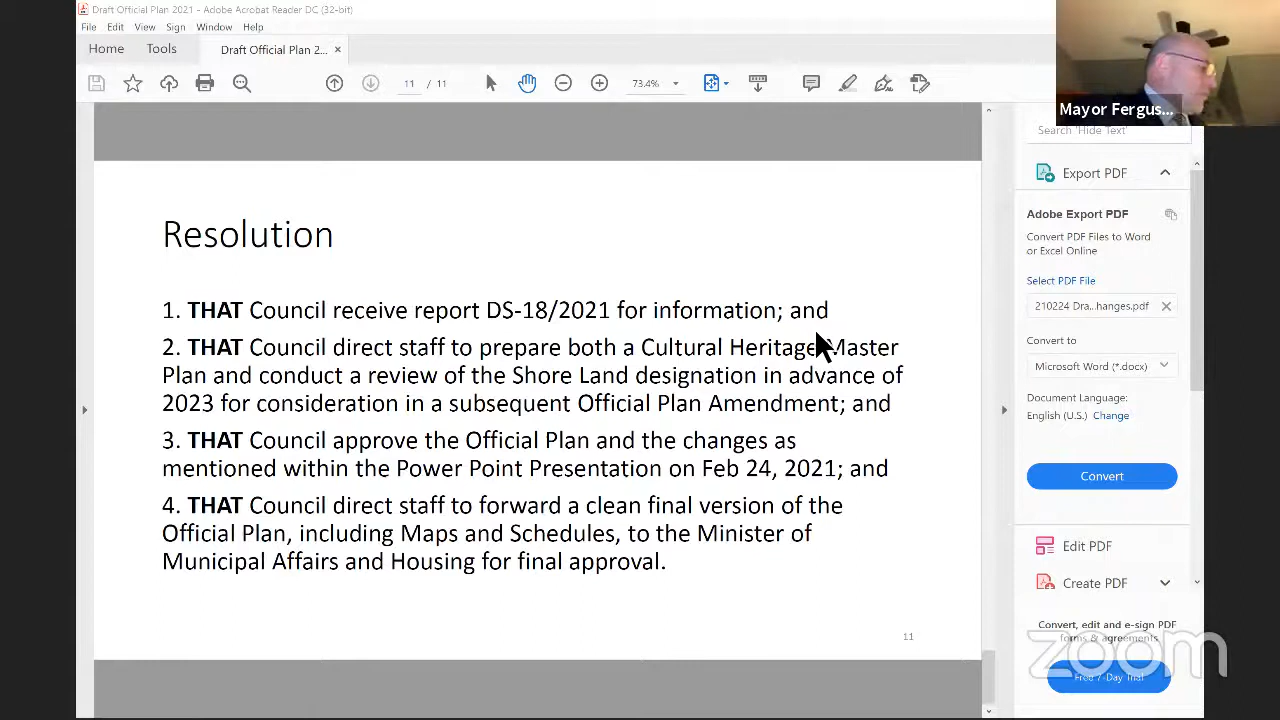 Draft Official Plan 2021 - Adobe Acrobat Reader DC (32-bit)
File Edit View Sign Window Help
Home Tools Draft Official Plan 2... ×
11 / 11 73.4%
Mayor Fergus...
Search 'Hide Text'
Export PDF
Adobe Export PDF
Convert PDF Files to Word
or Excel Online
Select PDF File
210224 Dra...hanges.pdf
Convert to
Microsoft Word (*.docx)
Document Language:
English (U.S.) Change
Convert
Edit PDF
Create PDF
Convert, edit and e-sign PDF
forms & agreements
Free 7-Day Trial
zoom
Resolution
1. THAT Council receive report DS-18/2021 for information; and
2. THAT Council direct staff to prepare both a Cultural Heritage Master
Plan and conduct a review of the Shore Land designation in advance of
2023 for consideration in a subsequent Official Plan Amendment; and
3. THAT Council approve the Official Plan and the changes as
mentioned within the Power Point Presentation on Feb 24, 2021; and
4. THAT Council direct staff to forward a clean final version of the
Official Plan, including Maps and Schedules, to the Minister of
Municipal Affairs and Housing for final approval.
11